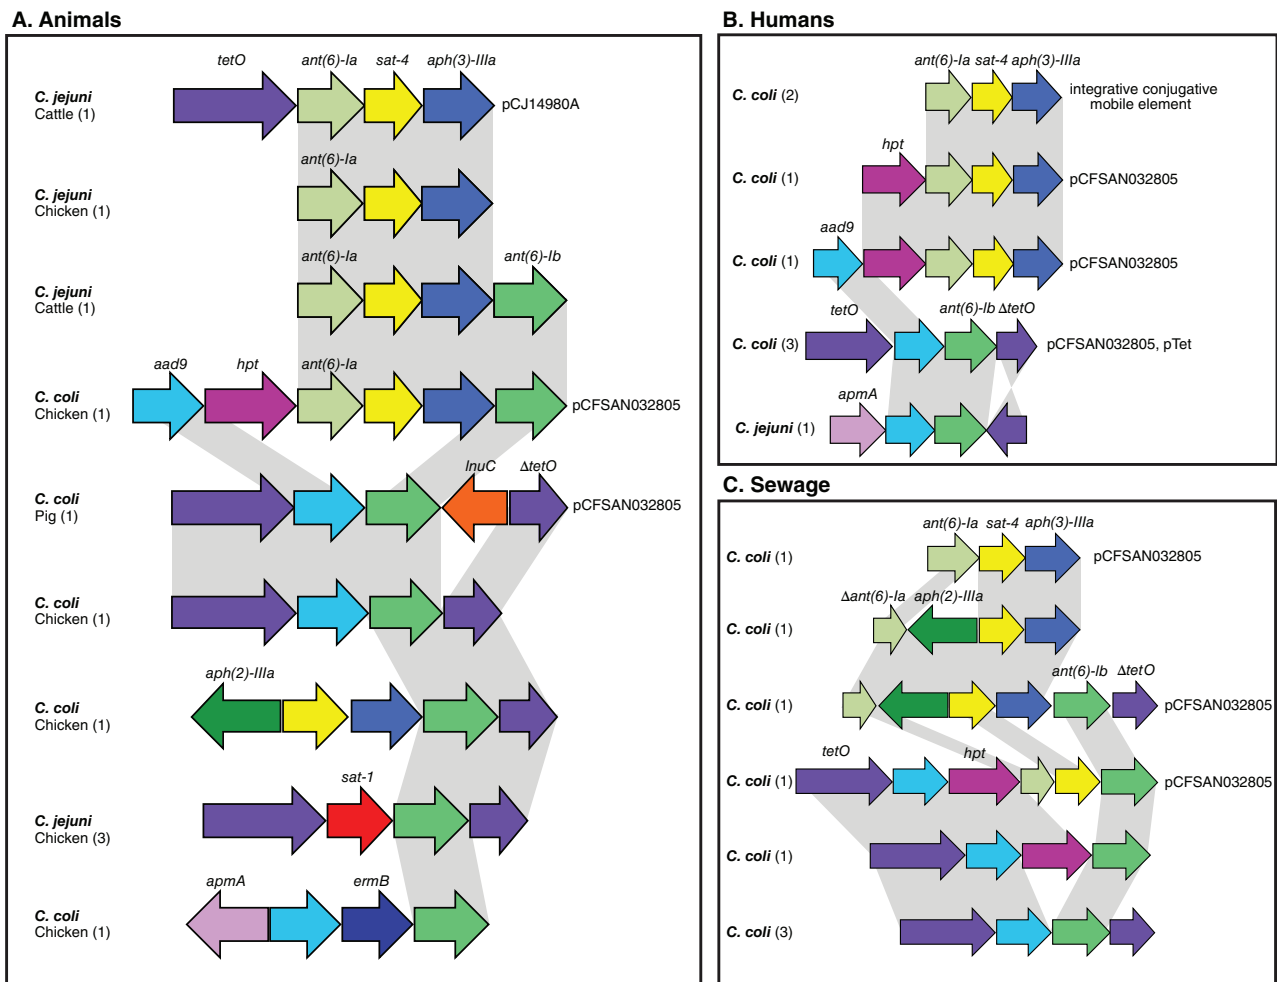 A. Animals
tetO ant(6)-Ia sat-4 aph(3)-IIIa
C. jejuni
Cattle (1)
pCJ14980A
ant(6)-Ia
C. jejuni
Chicken (1)
ant(6)-Ia ant(6)-Ib
C. jejuni
Cattle (1)
aad9 hpt ant(6)-Ia
C. coli
Chicken (1)
pCFSAN032805
lnuC ΔtetO
C. coli
Pig (1)
pCFSAN032805
C. coli
Chicken (1)
aph(2)-IIIa
C. coli
Chicken (1)
sat-1
C. jejuni
Chicken (3)
apmA ermB
C. coli
Chicken (1)
B. Humans
ant(6)-Ia sat-4 aph(3)-IIIa
C. coli (2)
integrative conjugative
mobile element
hpt
C. coli (1)
pCFSAN032805
aad9
C. coli (1)
pCFSAN032805
tetO ant(6)-Ib ΔtetO
C. coli (3)
pCFSAN032805, pTet
apmA
C. jejuni (1)
C. Sewage
ant(6)-Ia sat-4 aph(3)-IIIa
C. coli (1)
pCFSAN032805
Δant(6)-Ia aph(2)-IIIa
C. coli (1)
ant(6)-Ib ΔtetO
C. coli (1)
pCFSAN032805
tetO hpt
C. coli (1)
pCFSAN032805
C. coli (1)
C. coli (3)